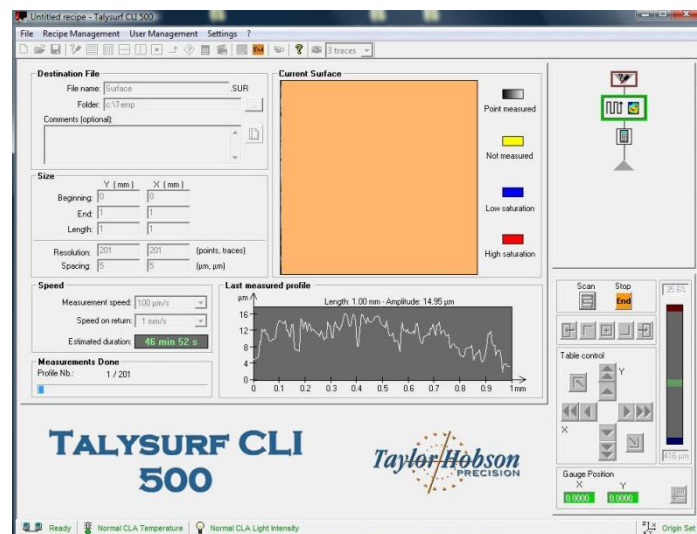 Untitled recipe - Talysurf CLI 500
File Recipe Management User Management Settings ?
End
3 traces
Destination File
File name: Surface .SUR
Folder: c:\Temp
...
Comments (optional):
Current Surface
Point measured
Not measured
Low saturation
High saturation
Size
Y ( mm ) X ( mm )
Beginning: 0 0
End: 1 1
Length: 1 1
Resolution: 201 201 (points, traces)
Spacing: 5 5 (µm, µm)
Speed
Measurement speed: 100 µm/s
Speed on return: 1 mm/s
Estimated duration: 46 min 52 s
Measurements Done
Profile Nb.: 1 / 201
Last measured profile
µm
Length: 1.00 mm - Amplitude: 14.95 µm
16
12
8
4
0
0 0.1 0.2 0.3 0.4 0.5 0.6 0.7 0.8 0.9 1mm
Scan Stop
End
35.6%
Table control
Y
X
416 µm
Gauge Position
X Y
0.0000 0.0000
TALYSURF CLI
500
Taylor Hobson
PRECISION
Ready Normal CLA Temperature Normal CLA Light Intensity Origin Set